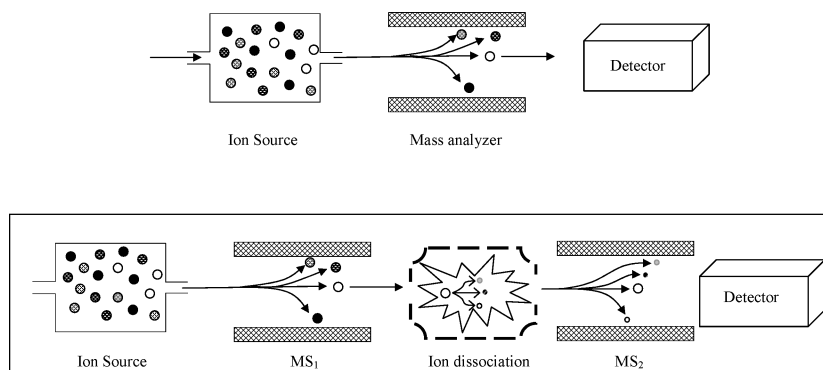 Detector
Ion Source
Mass analyzer
Detector
Ion Source
MS₁
Ion dissociation
MS₂